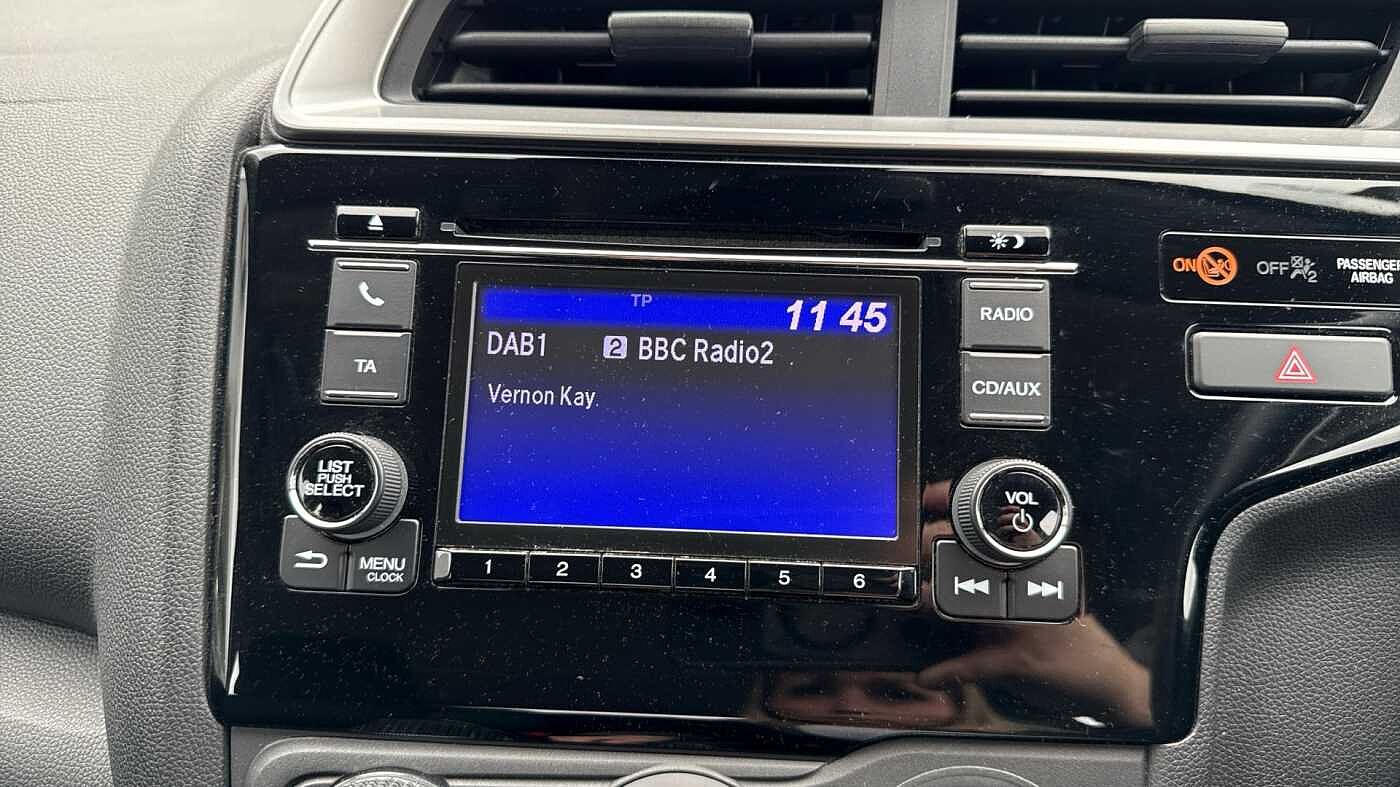 TP
11 45
DAB1 2 BBC Radio2
Vernon Kay.
TA
LIST
PUSH
SELECT
MENU
CLOCK
1 2 3 4 5 6
RADIO
CD/AUX
VOL
ON
OFF 2
PASSENGER
AIRBAG